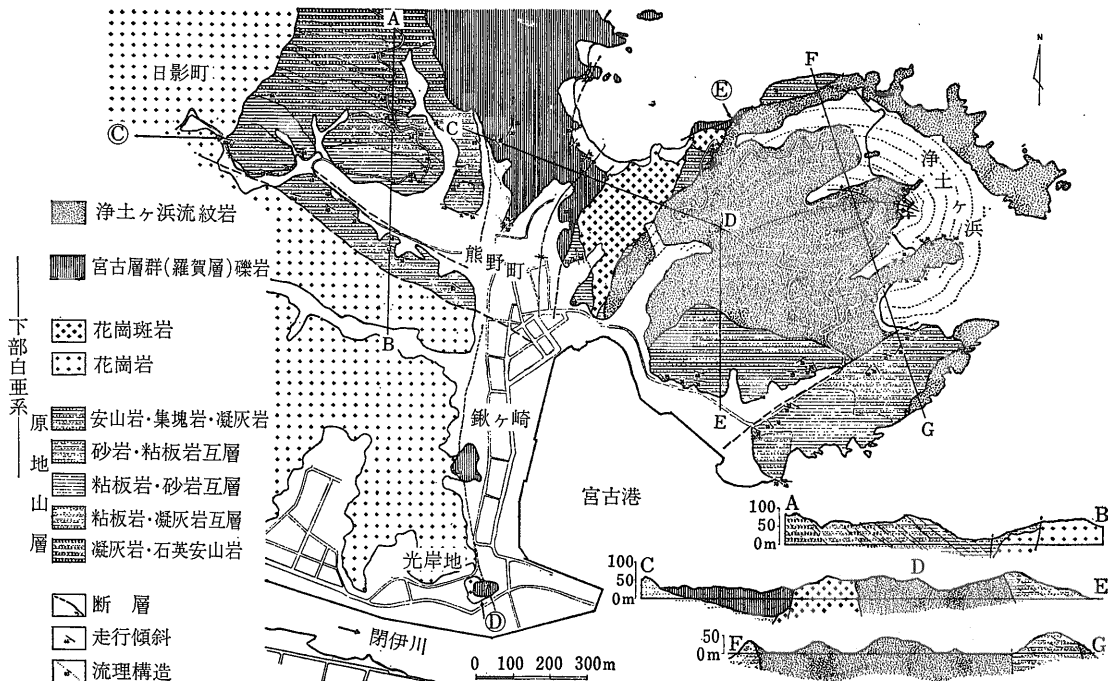 A
日影町
Ⓒ
C
B
熊野町
鍬ヶ崎
光岸地
Ⓓ
閉伊川
宮古港
Ⓔ
F
N
浄土ヶ浜
D
E
G
浄土ヶ浜流紋岩
宮古層群(羅賀層)礫岩
花崗斑岩
花崗岩
下部白亜系
原地山層
安山岩・集塊岩・凝灰岩
砂岩・粘板岩互層
粘板岩・砂岩互層
粘板岩・凝灰岩互層
凝灰岩・石英安山岩
断層
走行傾斜
流理構造
0 100 200 300m
A B
100
50
0m
C D E
100
50
0m
F G
50
0m